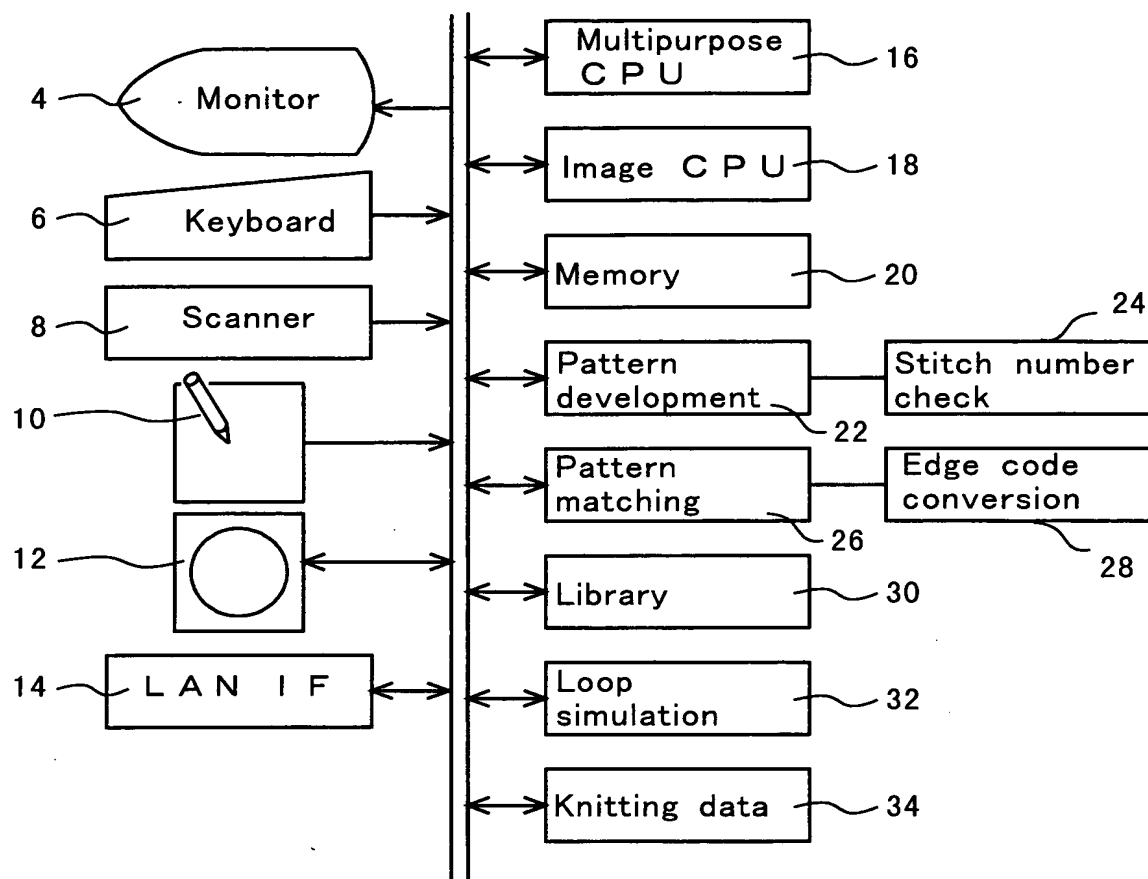 4
Monitor
6
Keyboard
8
Scanner
10
12
14
LAN IF
Multipurpose
CPU
16
Image CPU
18
Memory
20
Pattern
development
22
24
Stitch number
check
Pattern
matching
26
Edge code
conversion
28
Library
30
Loop
simulation
32
Knitting data
34